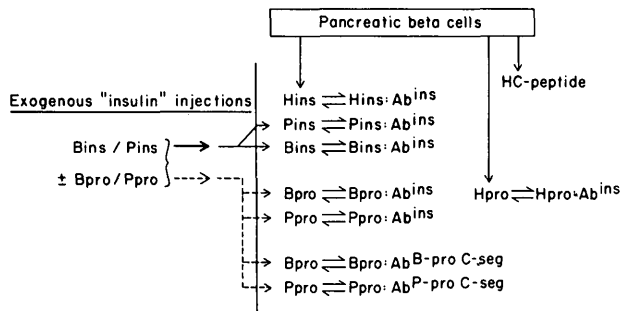 Pancreatic beta cells
HC-peptide
Exogenous "insulin" injections
Hins ⇌ Hins: Ab^ins
Pins ⇌ Pins: Ab^ins
Bins / Pins
Bins ⇌ Bins: Ab^ins
± Bpro / Ppro
Bpro ⇌ Bpro: Ab^ins
Hpro ⇌ Hpro: Ab^ins
Ppro ⇌ Ppro: Ab^ins
Bpro ⇌ Bpro: Ab^B-pro C-seg
Ppro ⇌ Ppro: Ab^P-pro C-seg